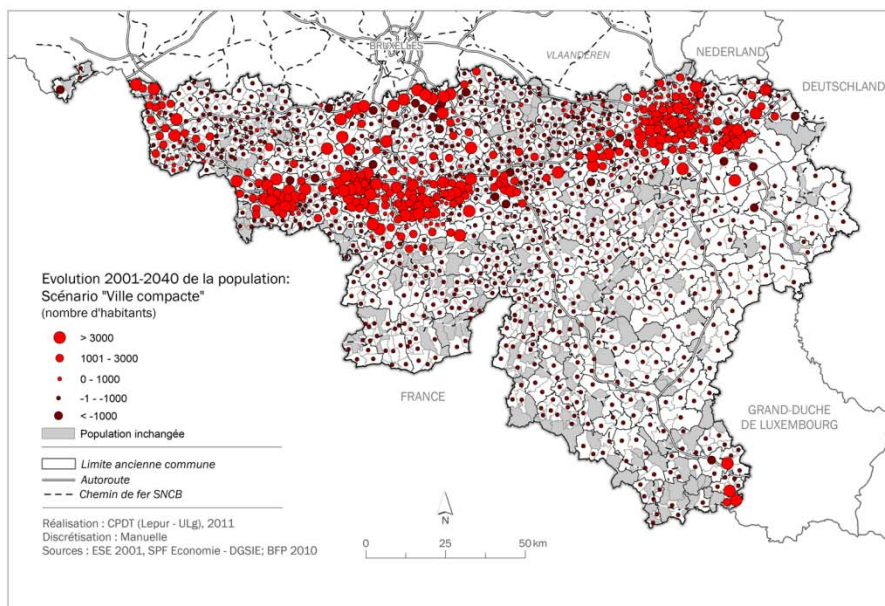 BRUXELLES
VLAANDEREN
NEDERLAND
DEUTSCHLAND
Evolution 2001-2040 de la population:
Scénario "Ville compacte"
(nombre d'habitants)
> 3000
1001 - 3000
0 - 1000
-1 - -1000
< -1000
Population inchangée
Limite ancienne commune
Autoroute
Chemin de fer SNCB
FRANCE
GRAND-DUCHE
DE LUXEMBOURG
Réalisation : CPDT (Lepur - ULg), 2011
Discrétisation : Manuelle
Sources : ESE 2001, SPF Economie - DGSIE; BFP 2010
N
0 25 50 km